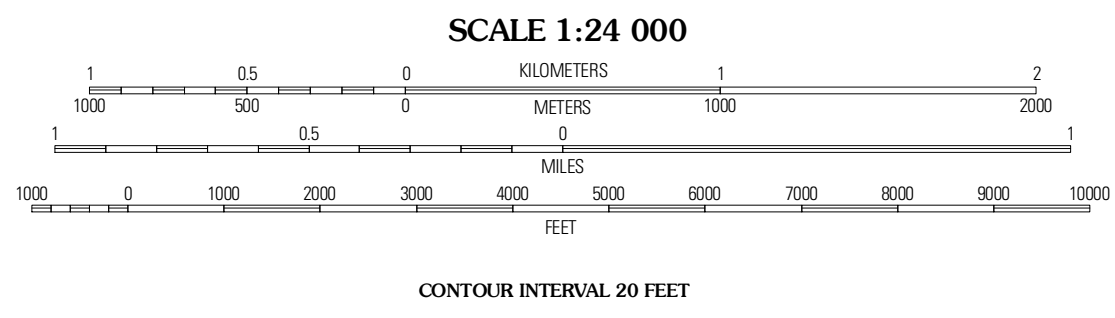 SCALE 1:24 000
1 0.5 0 KILOMETERS 1 2
1000 500 0 METERS 1000 2000
1 0.5 0 1
MILES
1000 0 1000 2000 3000 4000 5000 6000 7000 8000 9000 10000
FEET
CONTOUR INTERVAL 20 FEET